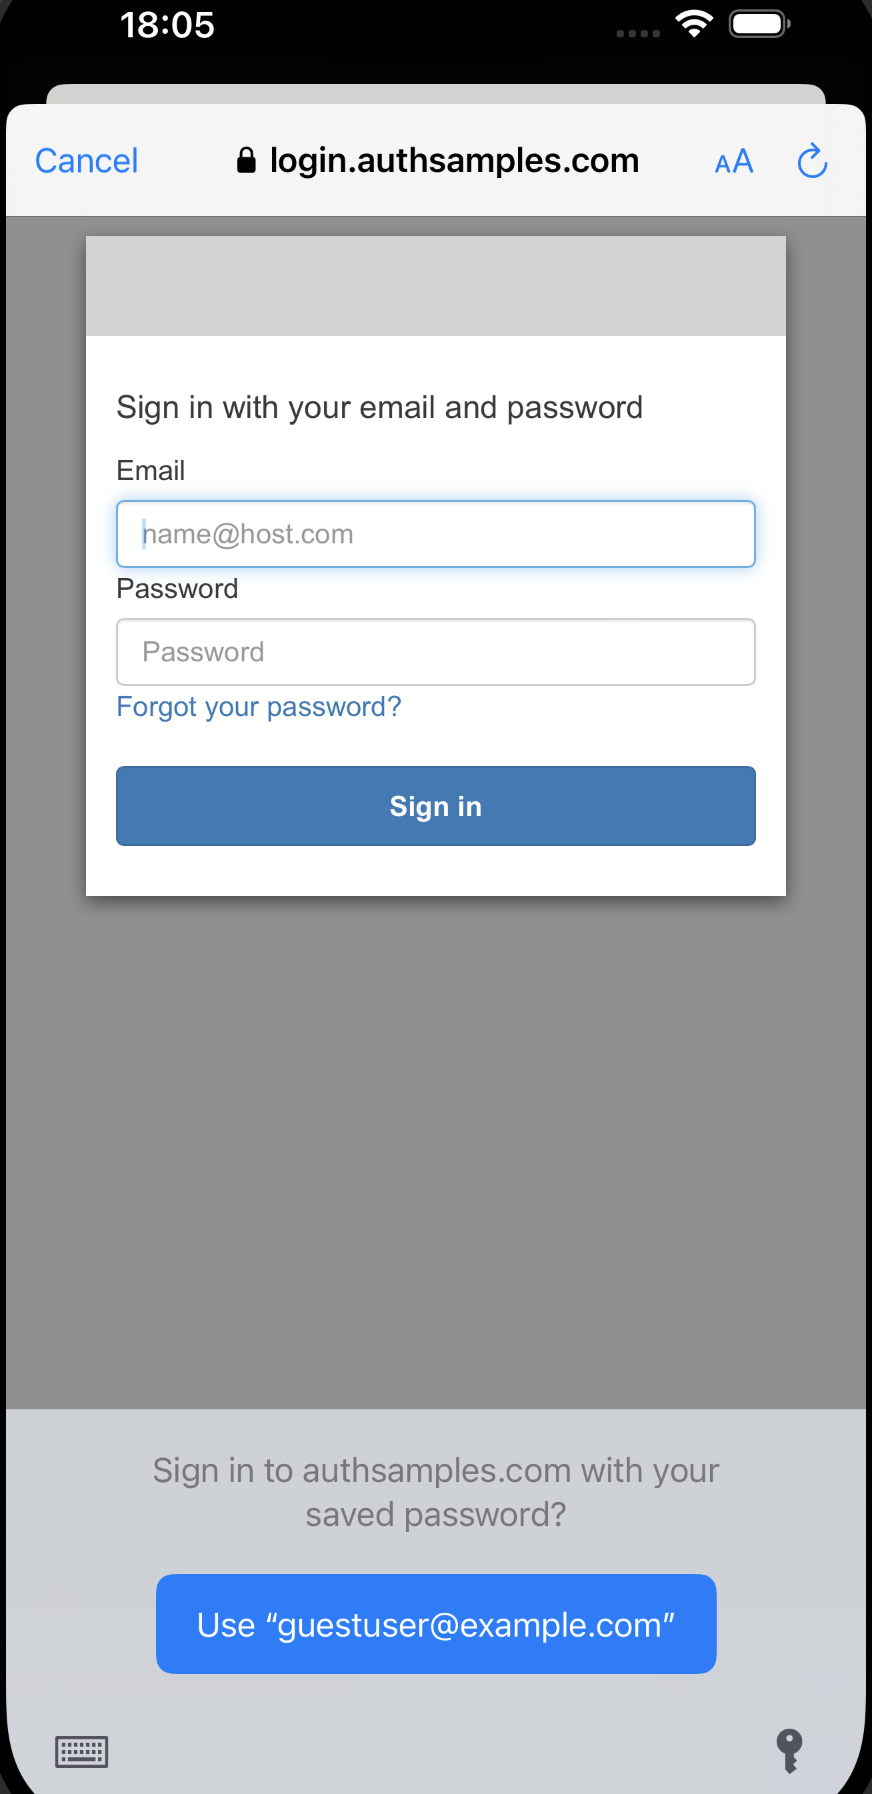 18:05
Cancel
login.authsamples.com
AA
Sign in with your email and password
Email
name@host.com
Password
Password
Forgot your password?
Sign in
Sign in to authsamples.com with your
saved password?
Use “guestuser@example.com”